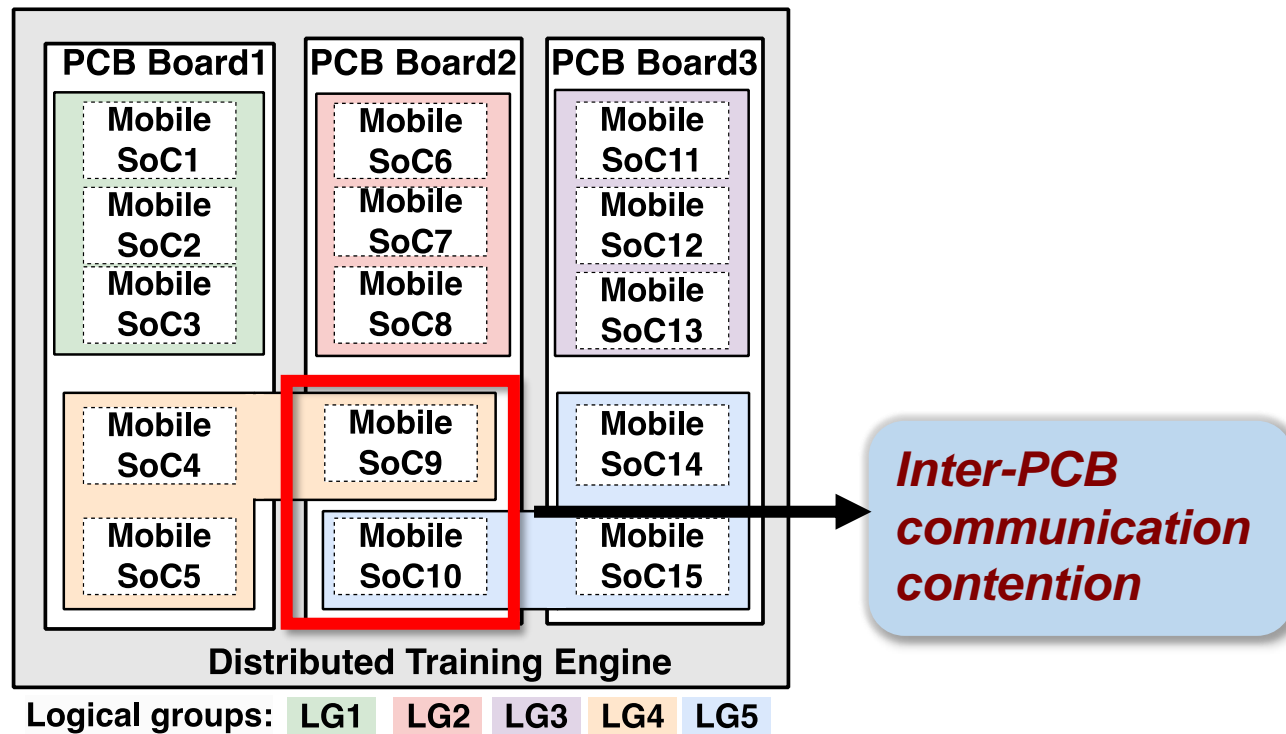 PCB Board1
Mobile
SoC1
Mobile
SoC2
Mobile
SoC3
Mobile
SoC4
Mobile
SoC5
PCB Board2
Mobile
SoC6
Mobile
SoC7
Mobile
SoC8
Mobile
SoC9
Mobile
SoC10
PCB Board3
Mobile
SoC11
Mobile
SoC12
Mobile
SoC13
Mobile
SoC14
Mobile
SoC15
Inter-PCB
communication
contention
Distributed Training Engine
Logical groups: LG1 LG2 LG3 LG4 LG5